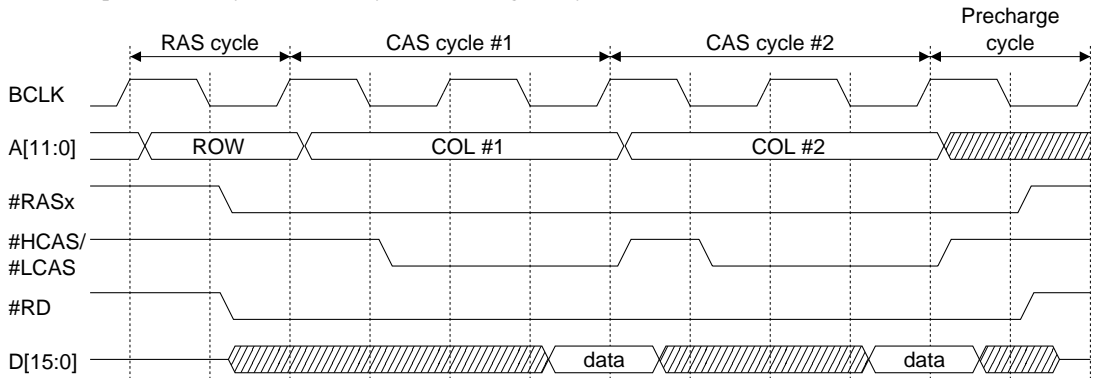 Precharge
RAS cycle CAS cycle #1 CAS cycle #2 cycle
BCLK
A[11:0] ROW COL #1 COL #2
#RASx
#HCAS/
#LCAS
#RD
D[15:0] data data